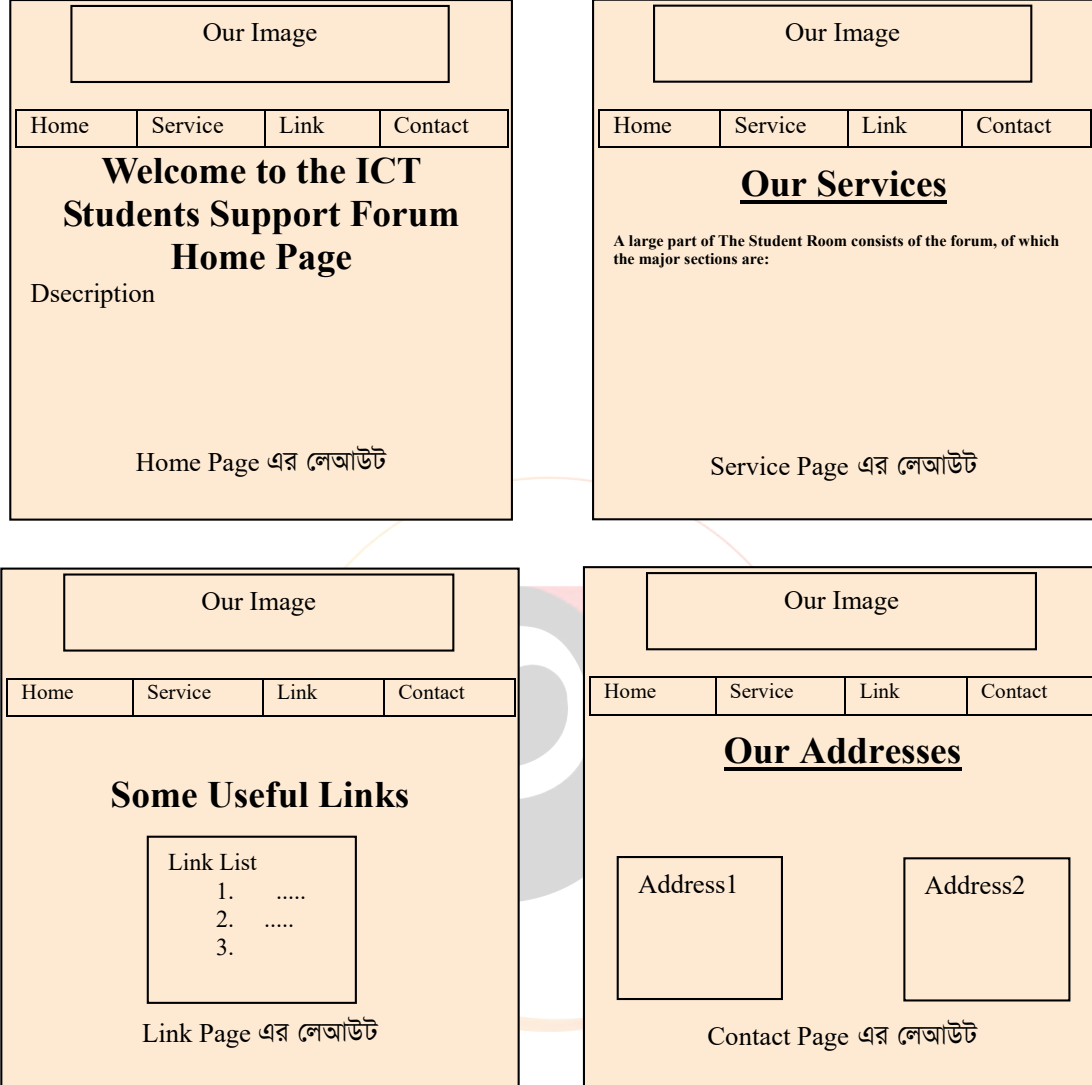 Our Image
Home Service Link Contact
Welcome to the ICT
Students Support Forum
Home Page
Dsecription
Home Page এর লেআউট
Our Image
Home Service Link Contact
Our Services
A large part of The Student Room consists of the forum, of which
the major sections are:
Service Page এর লেআউট
Our Image
Home Service Link Contact
Some Useful Links
Link List
1. .....
2. .....
3.
Link Page এর লেআউট
Our Image
Home Service Link Contact
Our Addresses
Address1 Address2
Contact Page এর লেআউট